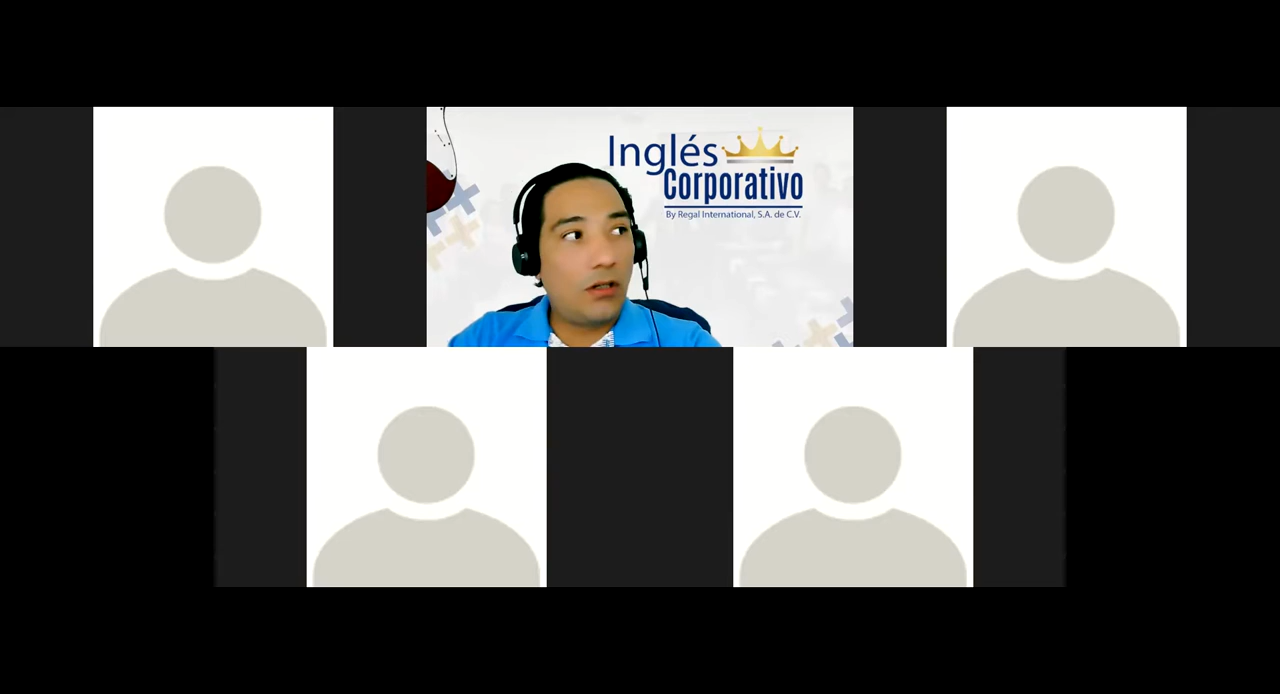 Inglés
Corporativo
By Regal International, S.A. de C.V.